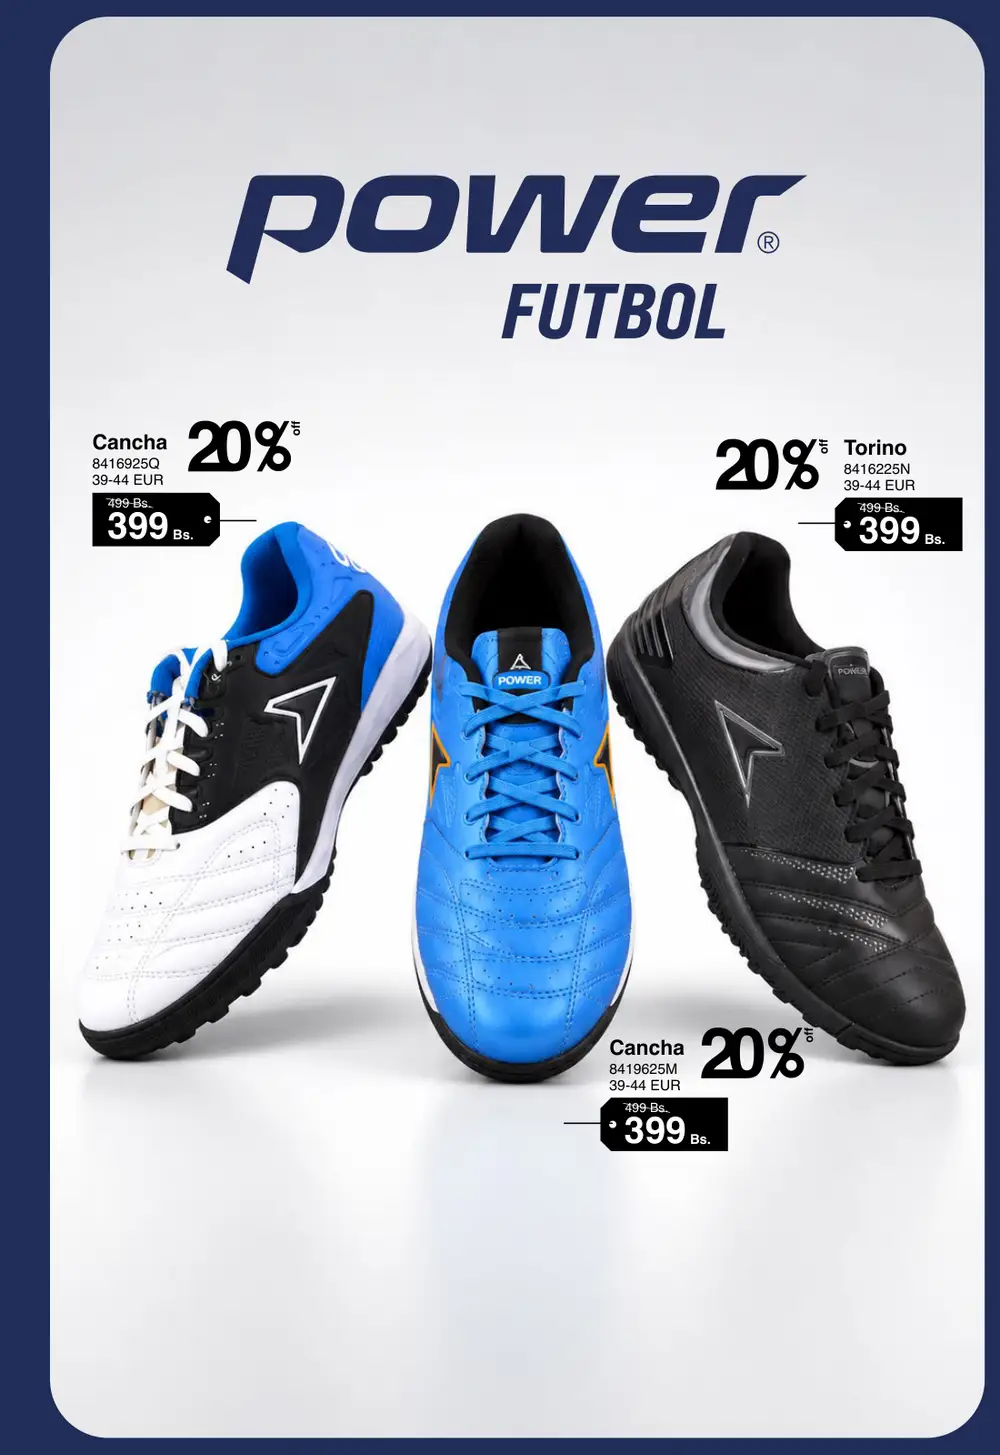 power®
FUTBOL
Cancha
8416925Q
39-44 EUR
20% off
499 Bs.
399 Bs.
20% off
Torino
8416225N
39-44 EUR
499 Bs.
399 Bs.
POWER
POWER
Cancha
8419625M
39-44 EUR
20% off
499 Bs.
399 Bs.